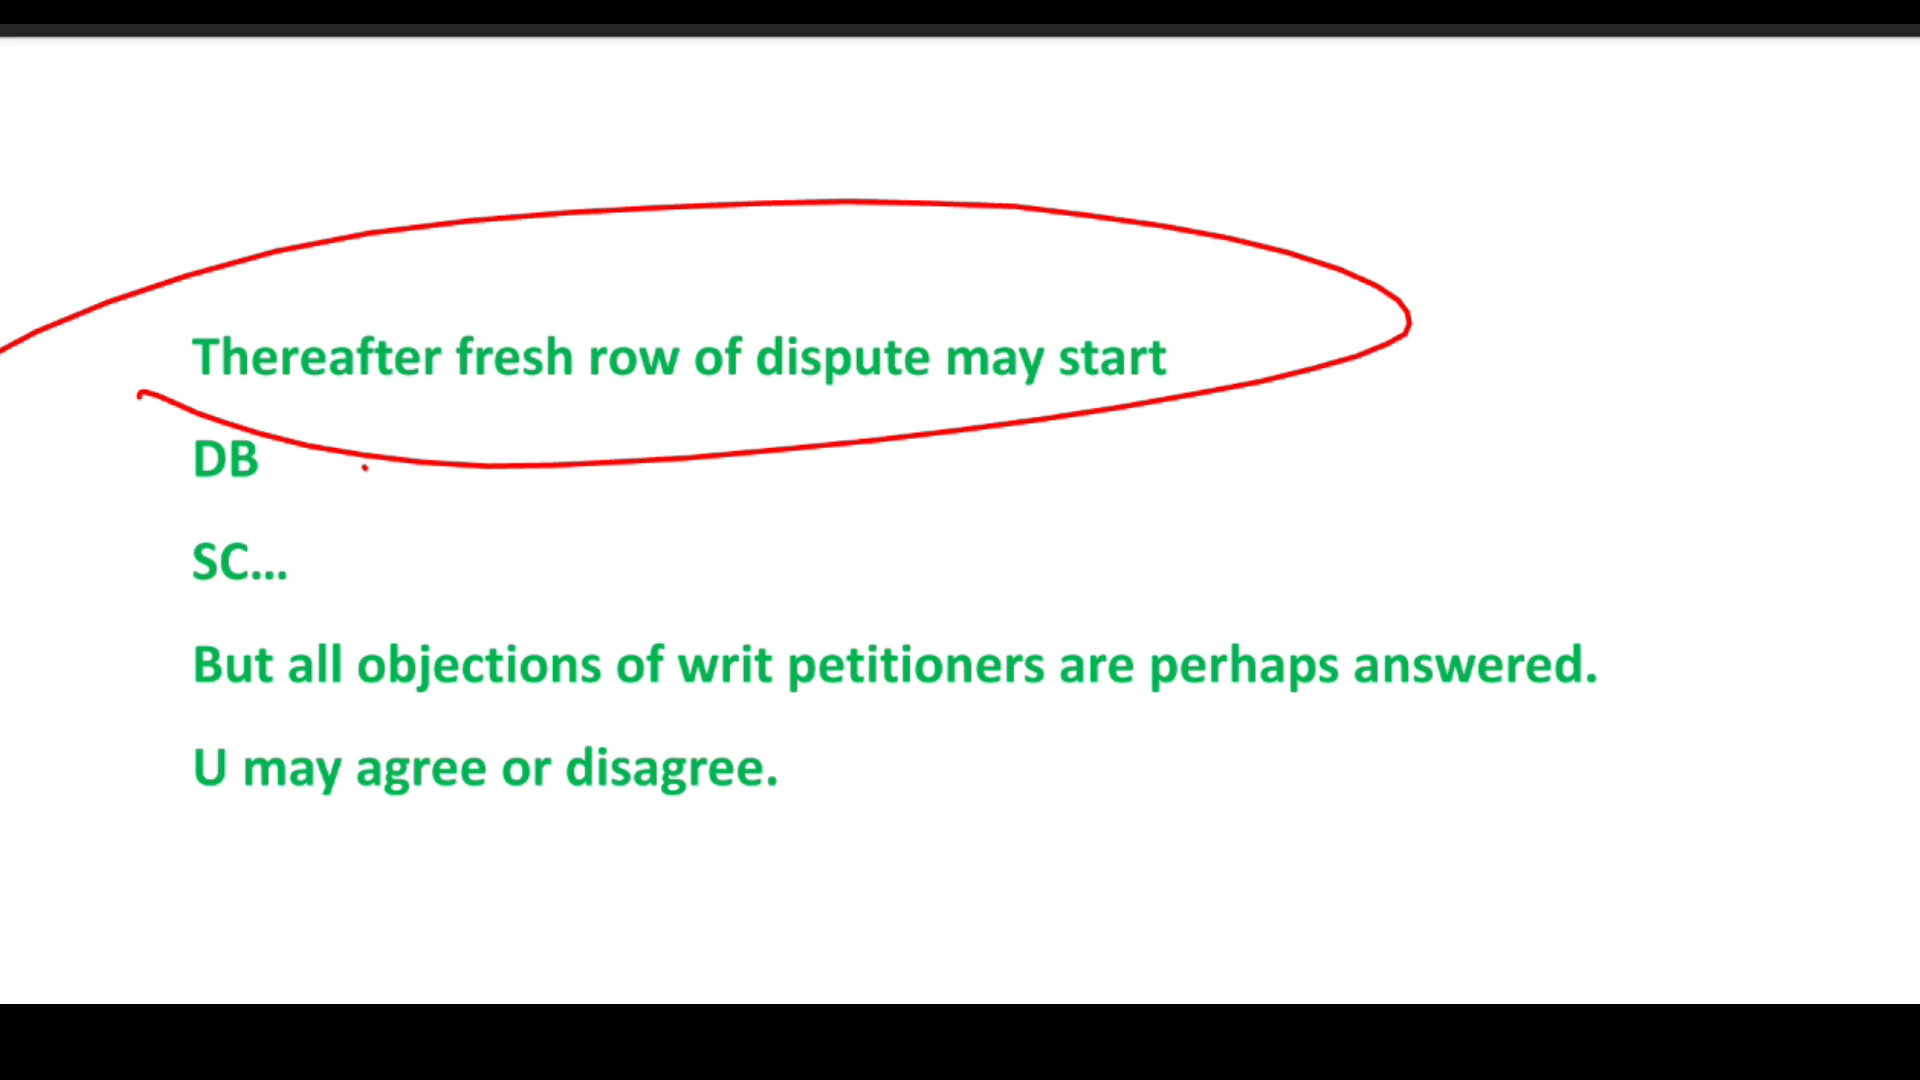 Thereafter fresh row of dispute may start
DB
SC...
But all objections of writ petitioners are perhaps answered.
U may agree or disagree.